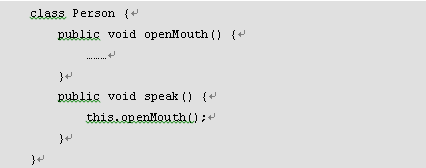 class Person {
public void openMouth() {
………
}
public void speak() {
this.openMouth();
}
}